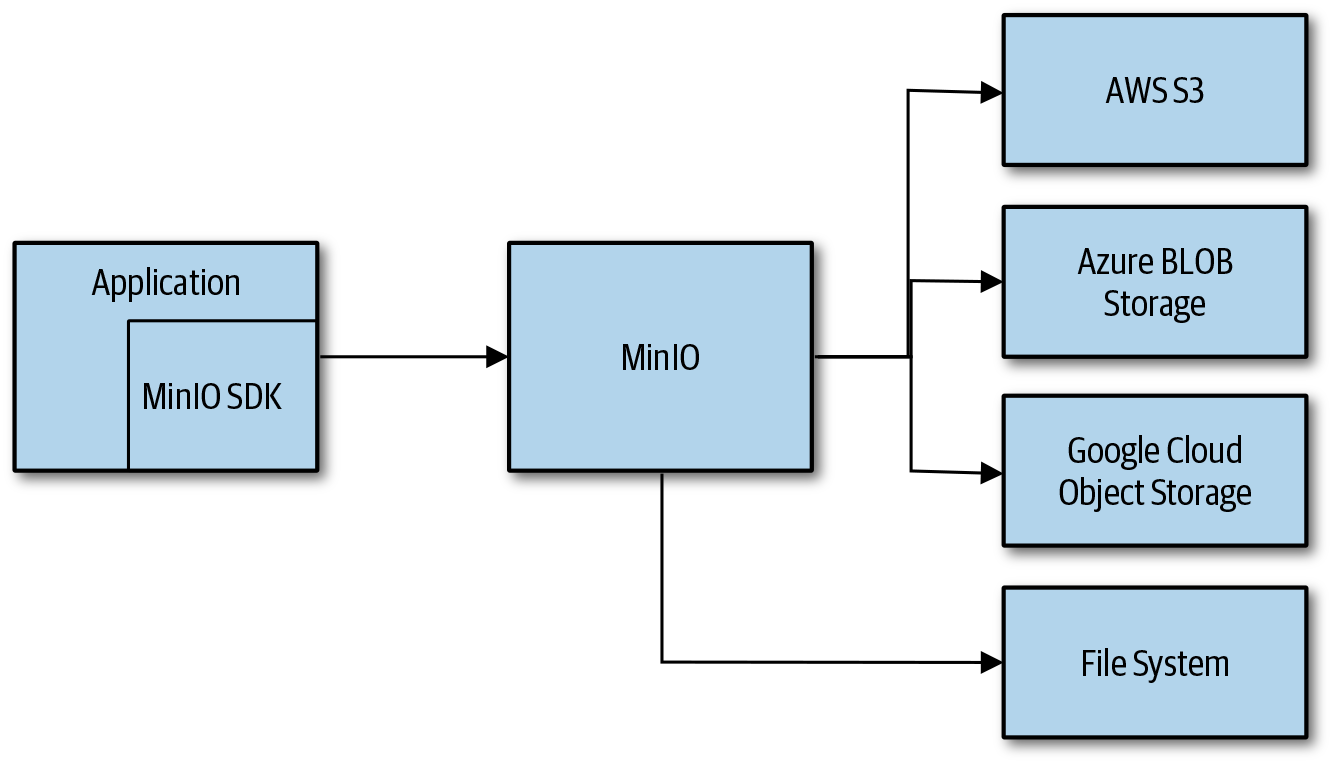 Application
MinIO SDK
MinIO
AWS S3
Azure BLOB
Storage
Google Cloud
Object Storage
File System